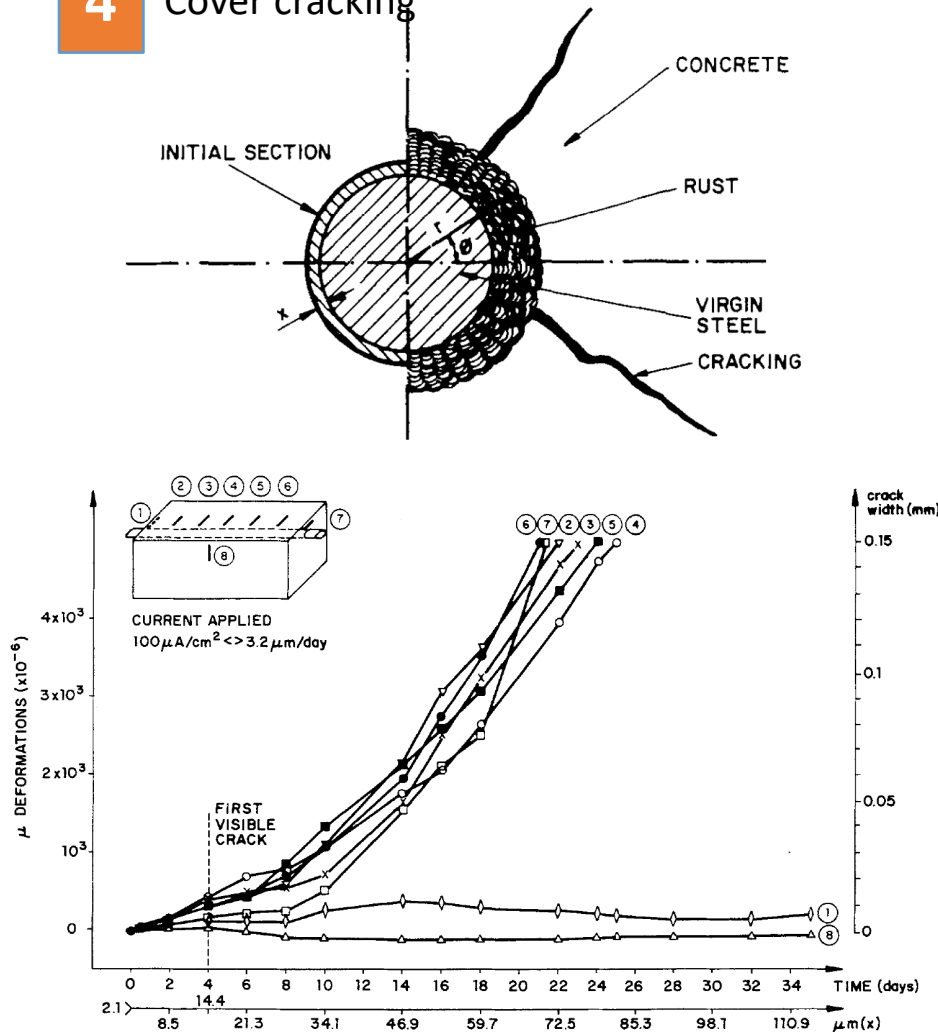 4 Cover cracking
CONCRETE
INITIAL SECTION
RUST
r
Ø
x
VIRGIN
STEEL
CRACKING
② ③ ④ ⑤ ⑥
①
⑦
⑧
CURRENT APPLIED
100μA/cm² <> 3.2μm/day
crack
width (mm)
⑥ ⑦ ② ③ ⑤ ④
0.15
4x10³
0.1
3x10³
μ DEFORMATIONS (x10⁻⁶)
2x10³
FIRST
VISIBLE
CRACK
0.05
10³
①
0
0
⑧
0 2 4 6 8 10 12 14 16 18 20 22 24 26 28 30 32 34 TIME (days)
2.1 14.4
8.5 21.3 34.1 46.9 59.7 72.5 85.3 98.1 110.9 μm(x)